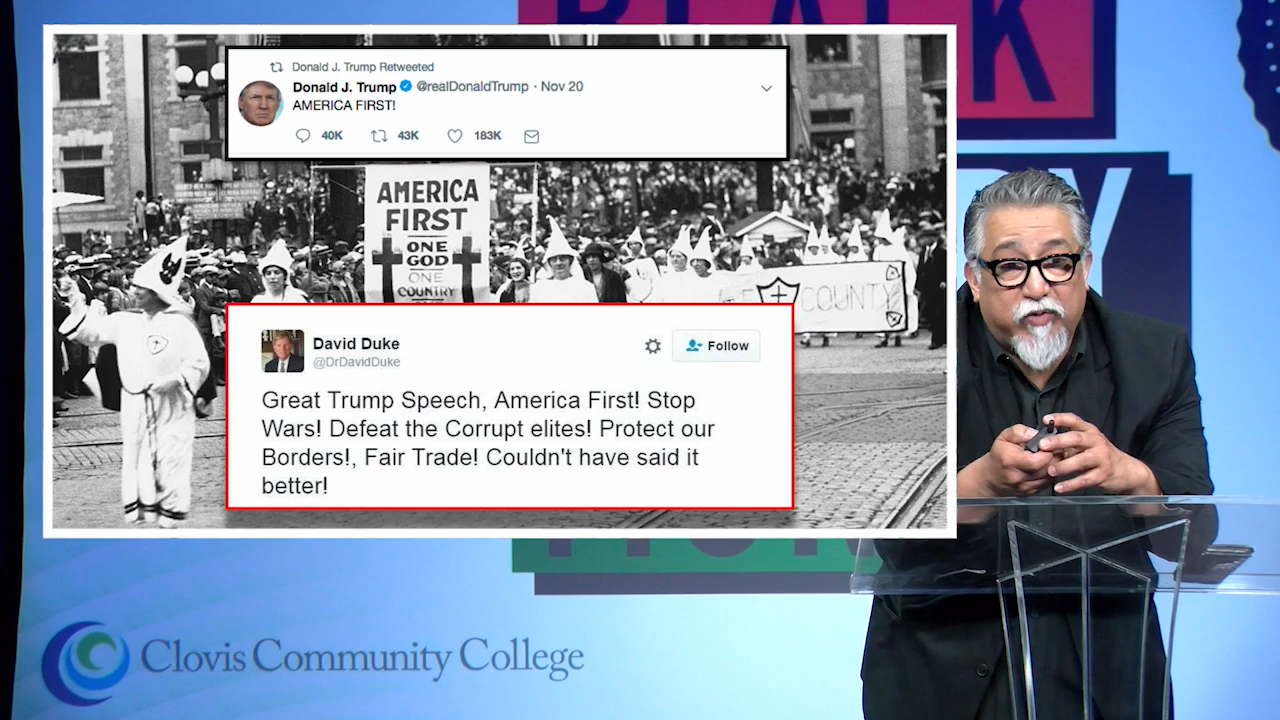 BLACK
Donald J. Trump Retweeted
Donald J. Trump @realDonaldTrump · Nov 20
AMERICA FIRST!
40K 43K 183K
AMERICA
FIRST
ONE
GOD
ONE
COUNTRY
COUNTY
Y
David Duke
@DrDavidDuke
Follow
Great Trump Speech, America First! Stop
Wars! Defeat the Corrupt elites! Protect our
Borders!, Fair Trade! Couldn't have said it
better!
Clovis Community College